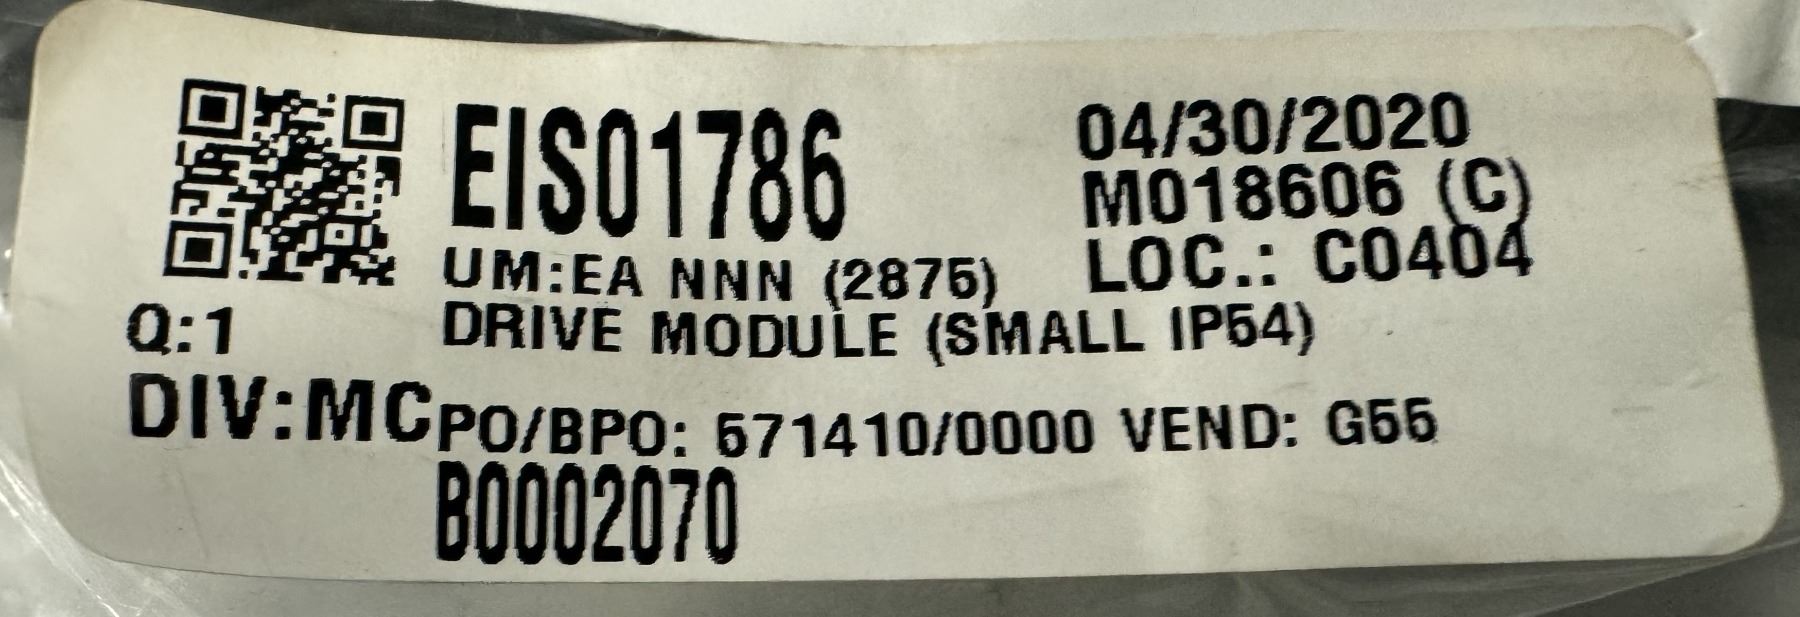 EIS01786
04/30/2020
M018606 (C)
LOC.: C0404
UM:EA NNN (2875)
Q:1
DRIVE MODULE (SMALL IP54)
DIV:MC
PO/BPO: 571410/0000 VEND: G55
B0002070